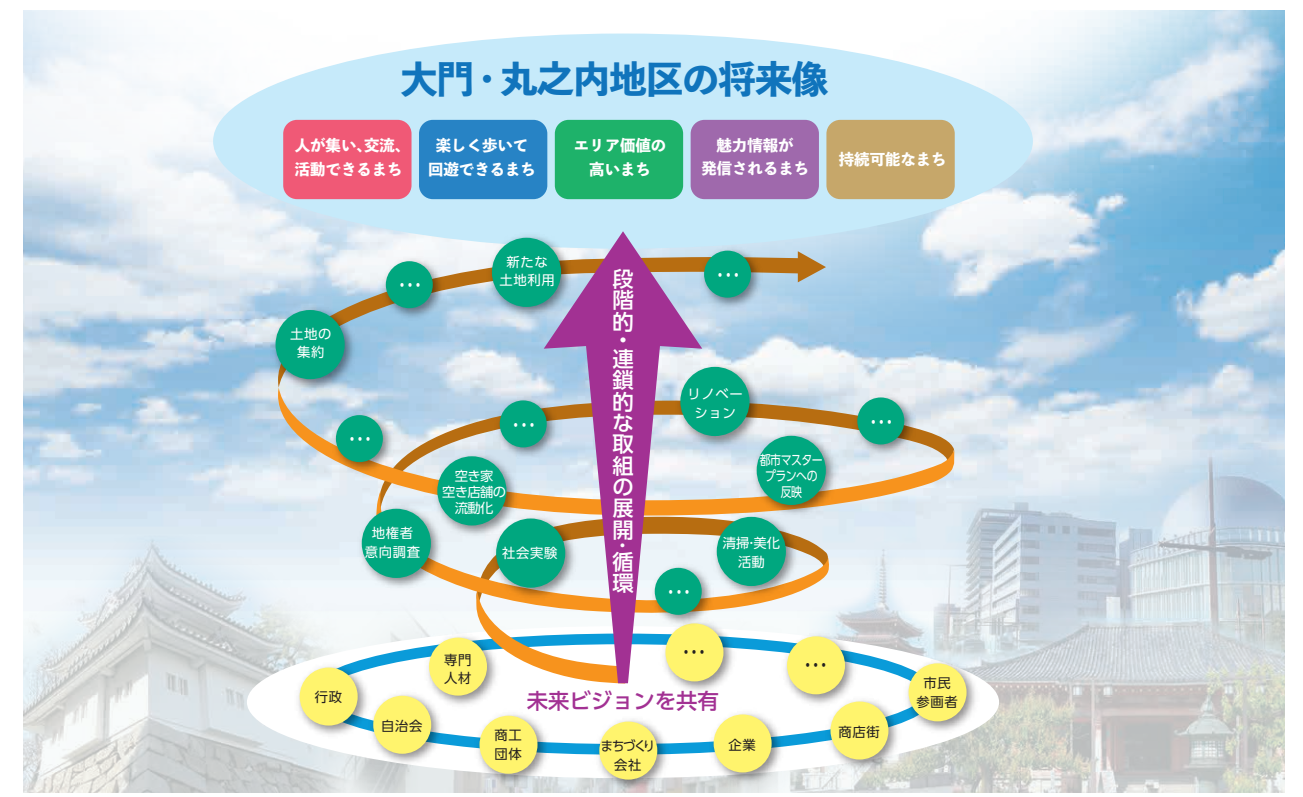 大門・丸之内地区の将来像
人が集い、交流、
活動できるまち
楽しく歩いて
回遊できるまち
エリア価値の
高いまち
魅力情報が
発信されるまち
持続可能なまち
新たな
土地利用
…
…
土地の
集約
段階的・連鎖的な取組の展開・循環
リノベー
ション
…
…
…
都市マスター
プランへの
反映
空き家
空き店舗の
流動化
地権者
意向調査
社会実験
清掃・美化
活動
…
専門
人材
…
…
行政
市民
参画者
未来ビジョンを共有
自治会
商工
団体
まちづくり
会社
企業
商店街